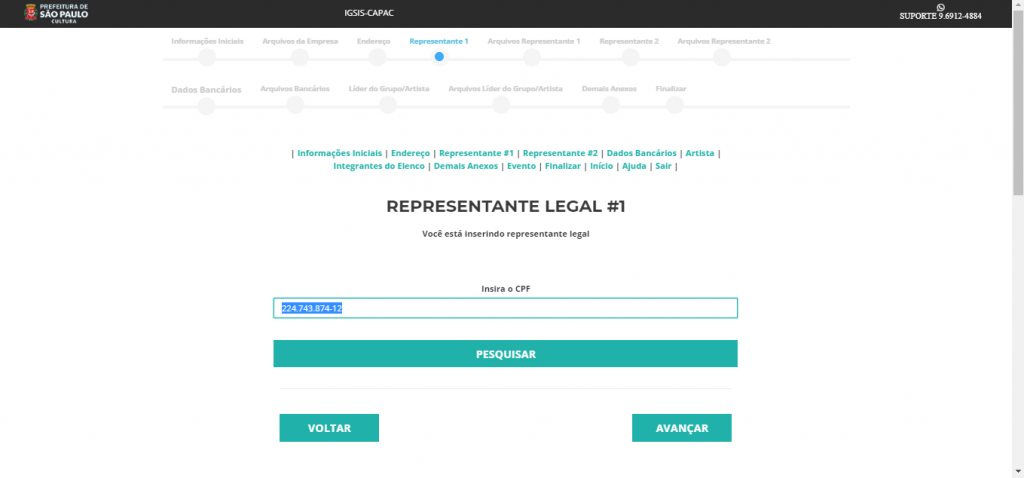 PREFEITURA DE
SÃO PAULO
CULTURA
IGSIS-CAPAC
SUPORTE 9.6912-4884
Informações Iniciais Arquivos da Empresa Endereço Representante 1 Arquivos Representante 1 Representante 2 Arquivos Representante 2
Dados Bancários Arquivos Bancários Líder do Grupo/Artista Arquivos Líder do Grupo/Artista Demais Anexos Finalizar
| Informações Iniciais | Endereço | Representante #1 | Representante #2 | Dados Bancários | Artista |
Integrantes do Elenco | Demais Anexos | Evento | Finalizar | Início | Ajuda | Sair |
REPRESENTANTE LEGAL #1
Você está inserindo representante legal
Insira o CPF
224.743.874-12
PESQUISAR
VOLTAR
AVANÇAR